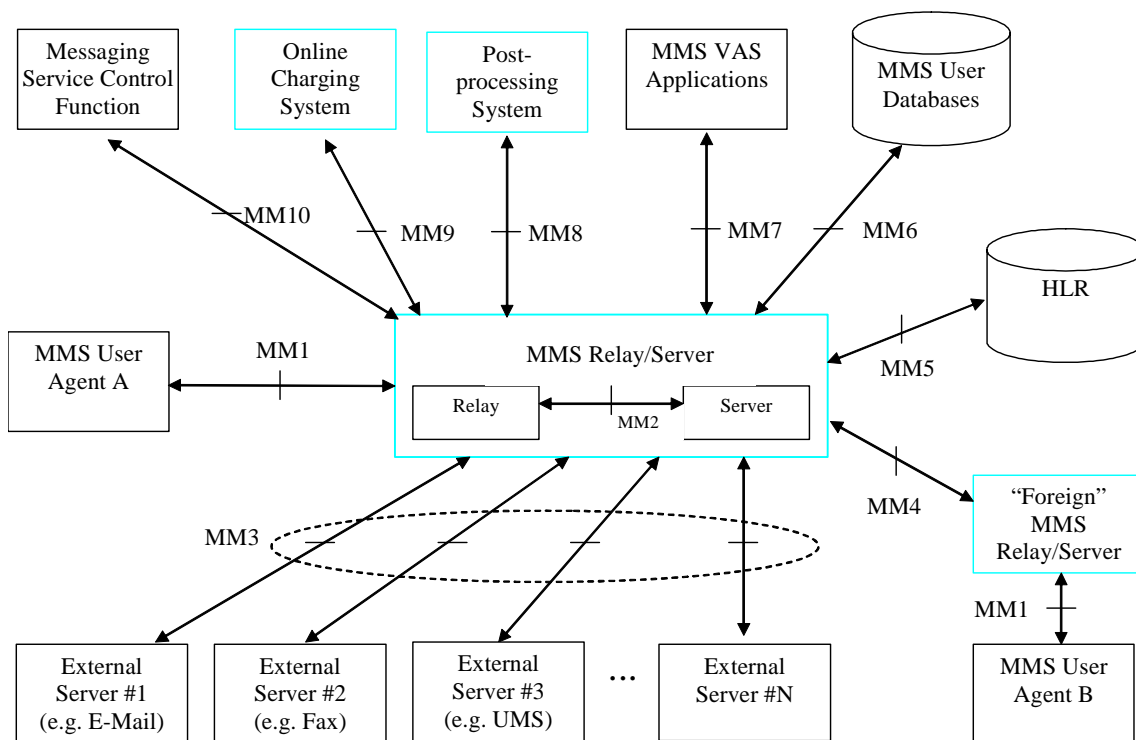 Messaging
Service Control
Function
Online
Charging
System
Post-
processing
System
MMS VAS
Applications
MMS User
Databases
MM10
MM9
MM8
MM7
MM6
HLR
MMS User
Agent A
MM1
MMS Relay/Server
Relay
MM2
Server
MM5
MM4
“Foreign”
MMS
Relay/Server
MM3
MM1
External
Server #1
(e.g. E-Mail)
External
Server #2
(e.g. Fax)
External
Server #3
(e.g. UMS)
...
External
Server #N
MMS User
Agent B